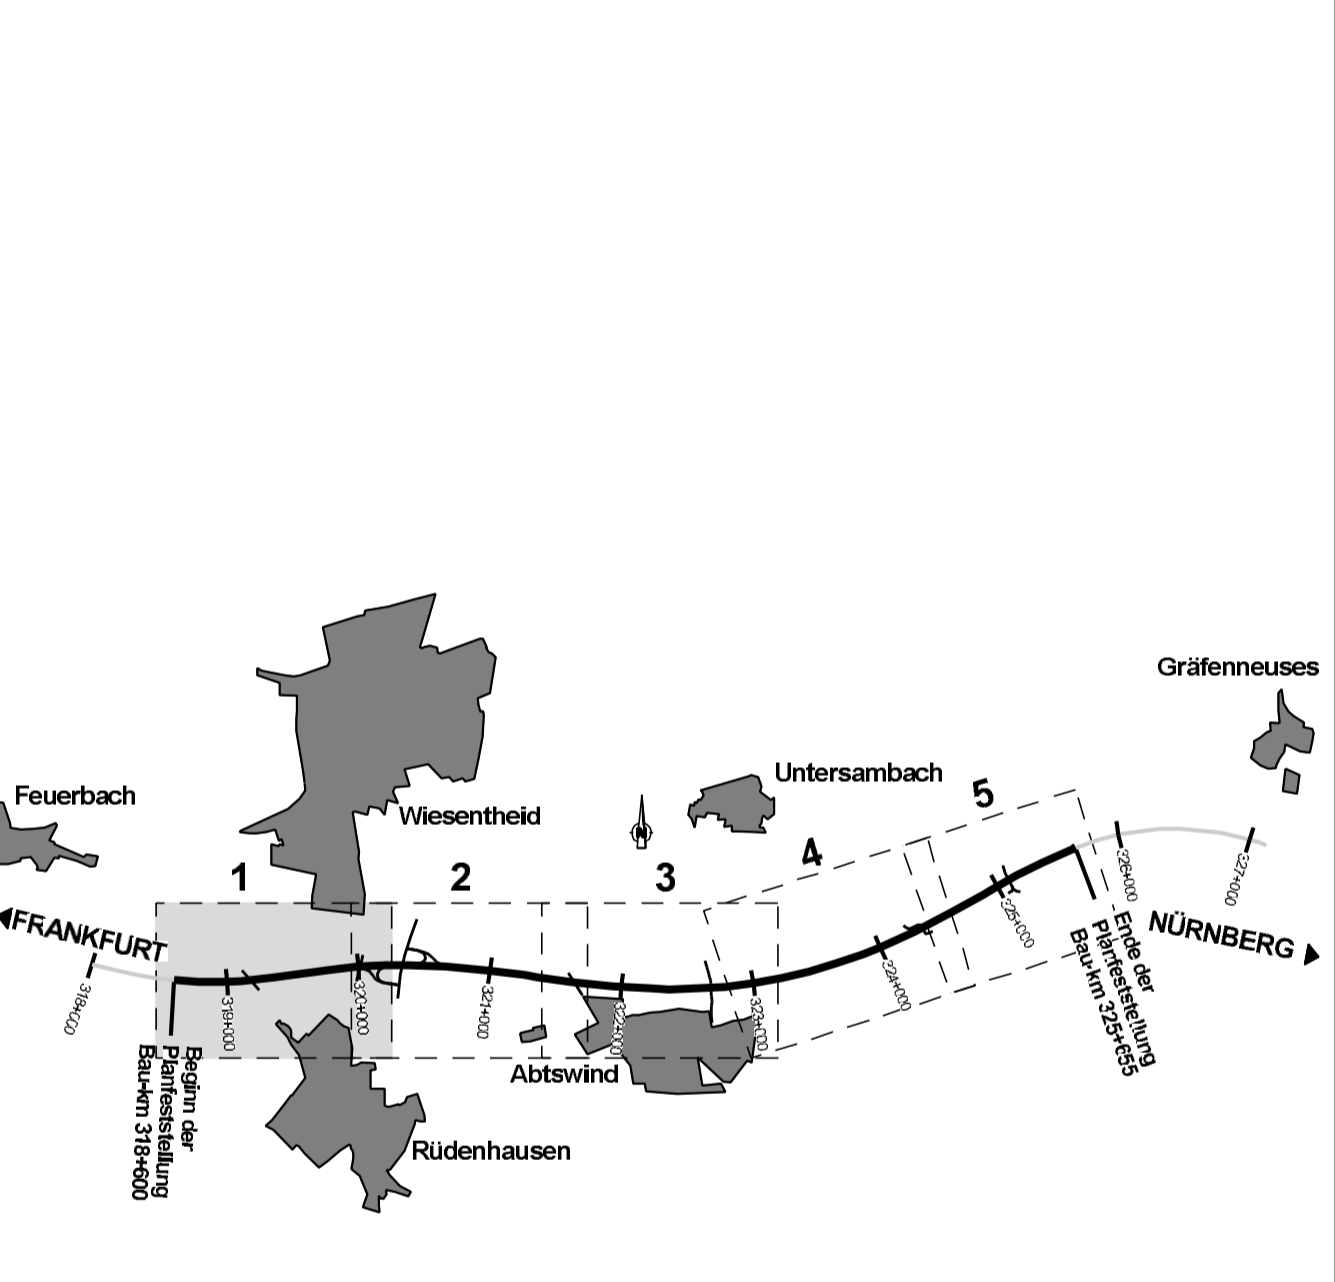 Gräfenneuses
Untersambach
Feuerbach
5
Wiesentheid
N
4
1
2
3
FRANKFURT
NÜRNBERG
318+000
319+000
320+000
321+000
322+000
323+000
324+000
325+000
326+000
327+000
Ende der
Planfeststellung
Bau-km 325+655
Beginn der
Planfeststellung
Bau-km 318+600
Abtswind
Rüdenhausen